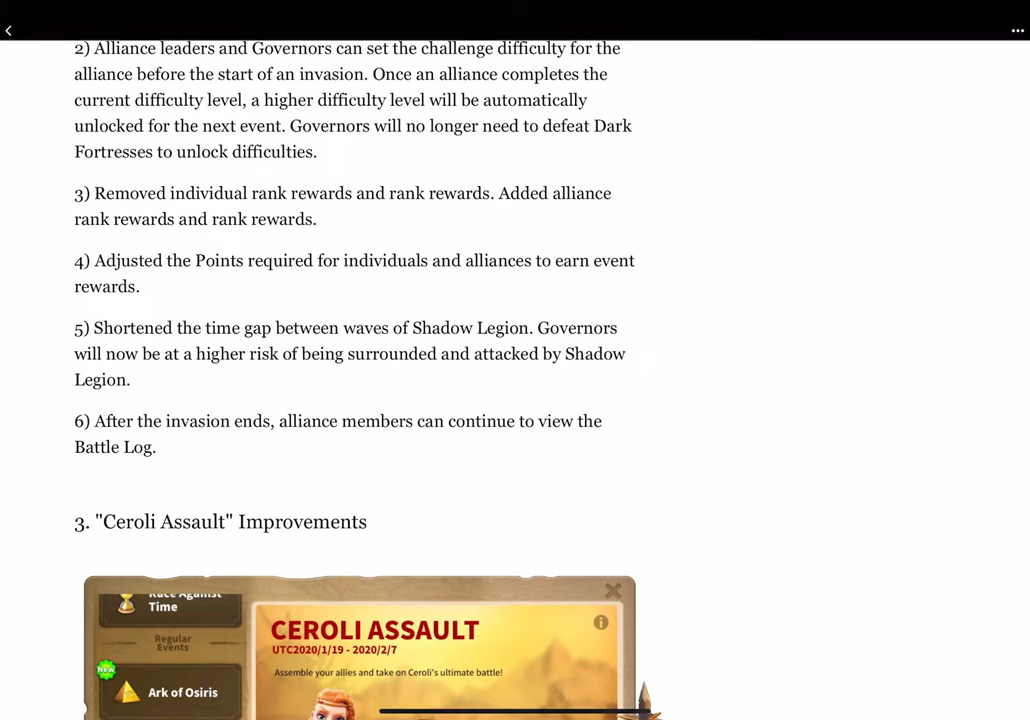 2) Alliance leaders and Governors can set the challenge difficulty for the
alliance before the start of an invasion. Once an alliance completes the
current difficulty level, a higher difficulty level will be automatically
unlocked for the next event. Governors will no longer need to defeat Dark
Fortresses to unlock difficulties.
3) Removed individual rank rewards and rank rewards. Added alliance
rank rewards and rank rewards.
4) Adjusted the Points required for individuals and alliances to earn event
rewards.
5) Shortened the time gap between waves of Shadow Legion. Governors
will now be at a higher risk of being surrounded and attacked by Shadow
Legion.
6) After the invasion ends, alliance members can continue to view the
Battle Log.
3. "Ceroli Assault" Improvements
Race Against
Time
Regular
Events
New
Ark of Osiris
CEROLI ASSAULT
UTC2020/1/19 - 2020/2/7
Assemble your allies and take on Ceroli's ultimate battle!